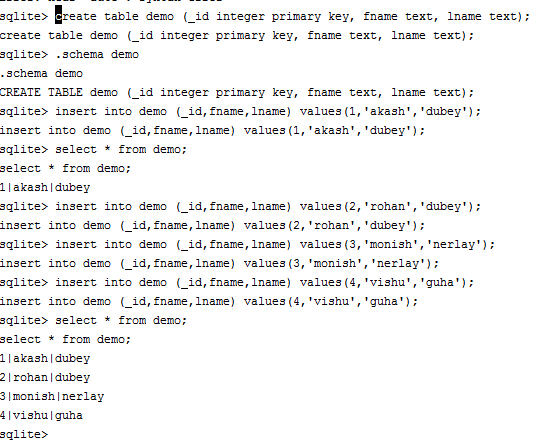 sqlite> create table demo (_id integer primary key, fname text, lname text);
create table demo (_id integer primary key, fname text, lname text);
sqlite> .schema demo
.schema demo
CREATE TABLE demo (_id integer primary key, fname text, lname text);
sqlite> insert into demo (_id,fname,lname) values(1,'akash','dubey');
insert into demo (_id,fname,lname) values(1,'akash','dubey');
sqlite> select * from demo;
select * from demo;
1|akash|dubey
sqlite> insert into demo (_id,fname,lname) values(2,'rohan','dubey');
insert into demo (_id,fname,lname) values(2,'rohan','dubey');
sqlite> insert into demo (_id,fname,lname) values(3,'monish','nerlay');
insert into demo (_id,fname,lname) values(3,'monish','nerlay');
sqlite> insert into demo (_id,fname,lname) values(4,'vishu','guha');
insert into demo (_id,fname,lname) values(4,'vishu','guha');
sqlite> select * from demo;
select * from demo;
1|akash|dubey
2|rohan|dubey
3|monish|nerlay
4|vishu|guha
sqlite>